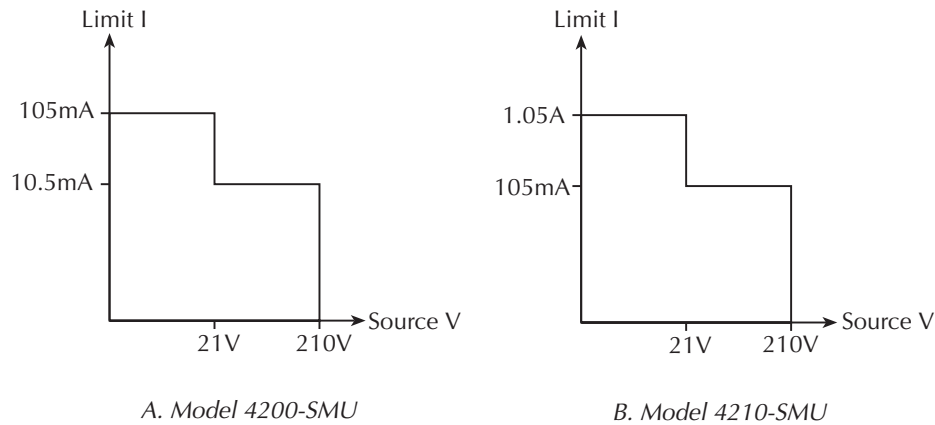 Limit I
105mA
10.5mA
Source V
21V
210V
A. Model 4200-SMU
Limit I
1.05A
105mA
Source V
21V
210V
B. Model 4210-SMU